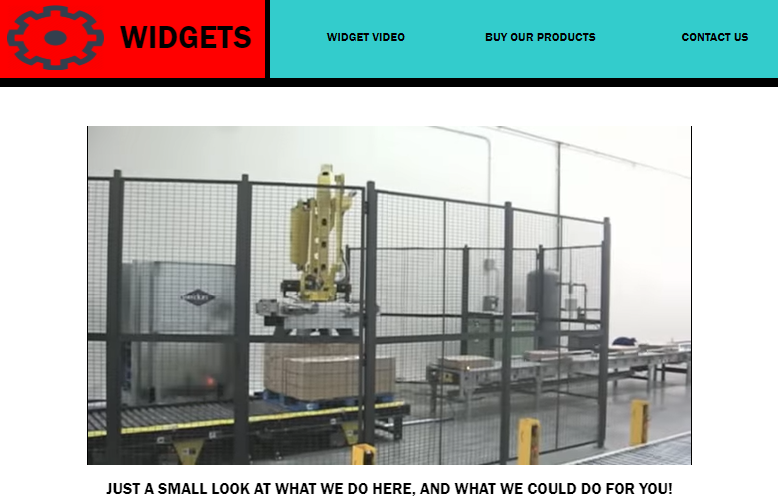 WIDGETS
WIDGET VIDEO
BUY OUR PRODUCTS
CONTACT US
JUST A SMALL LOOK AT WHAT WE DO HERE, AND WHAT WE COULD DO FOR YOU!